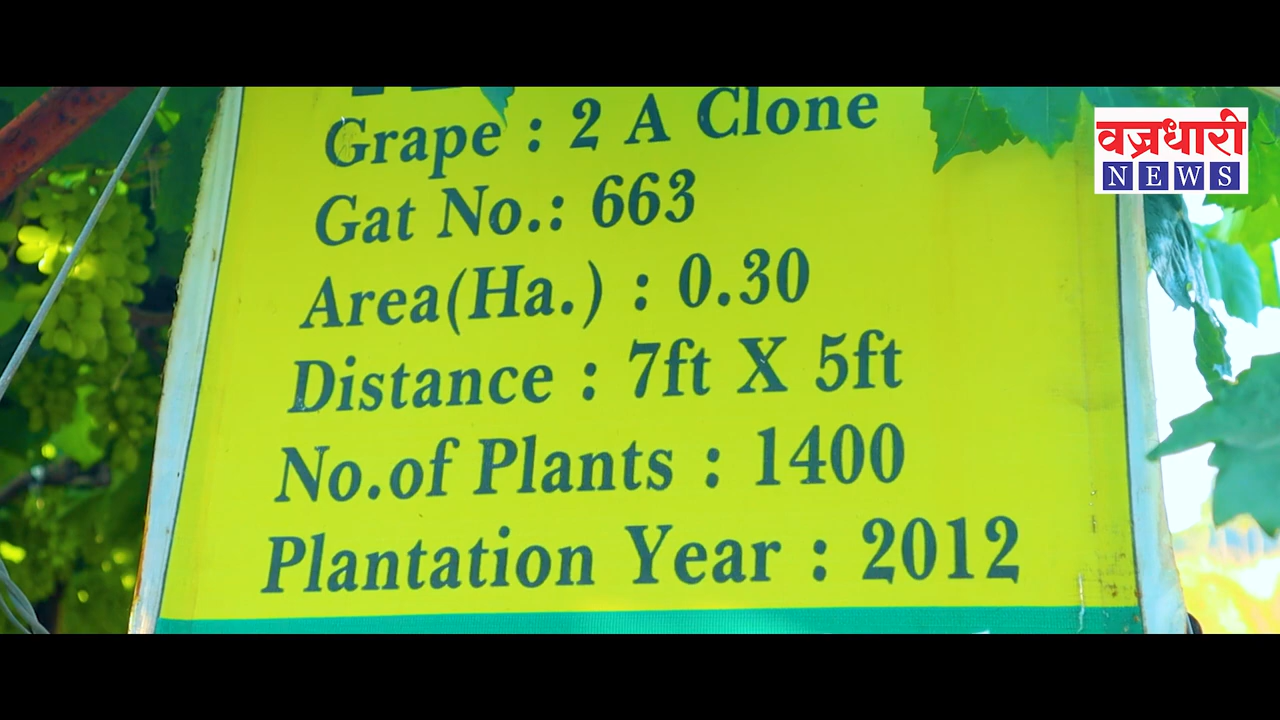 Grape : 2 A Clone
Gat No.: 663
Area(Ha.) : 0.30
Distance : 7ft X 5ft
No.of Plants : 1400
Plantation Year : 2012
वज्रधारी
NEWS